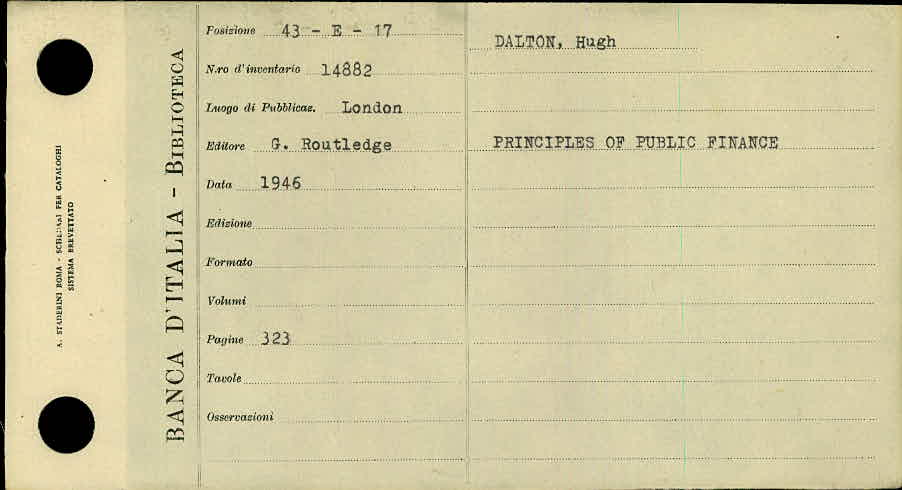 A. STADERINI ROMA - SCHEDARI PER CATALOGHI
SISTEMA BREVETTATO
BANCA D'ITALIA - BIBLIOTECA
Posizione 43 - E - 17
N.ro d'inventario 14882
Luogo di Pubblicaz. London
Editore G. Routledge
Data 1946
Edizione
Formato
Volumi
Pagine 323
Tavole
Osservazioni
DALTON, Hugh
PRINCIPLES OF PUBLIC FINANCE